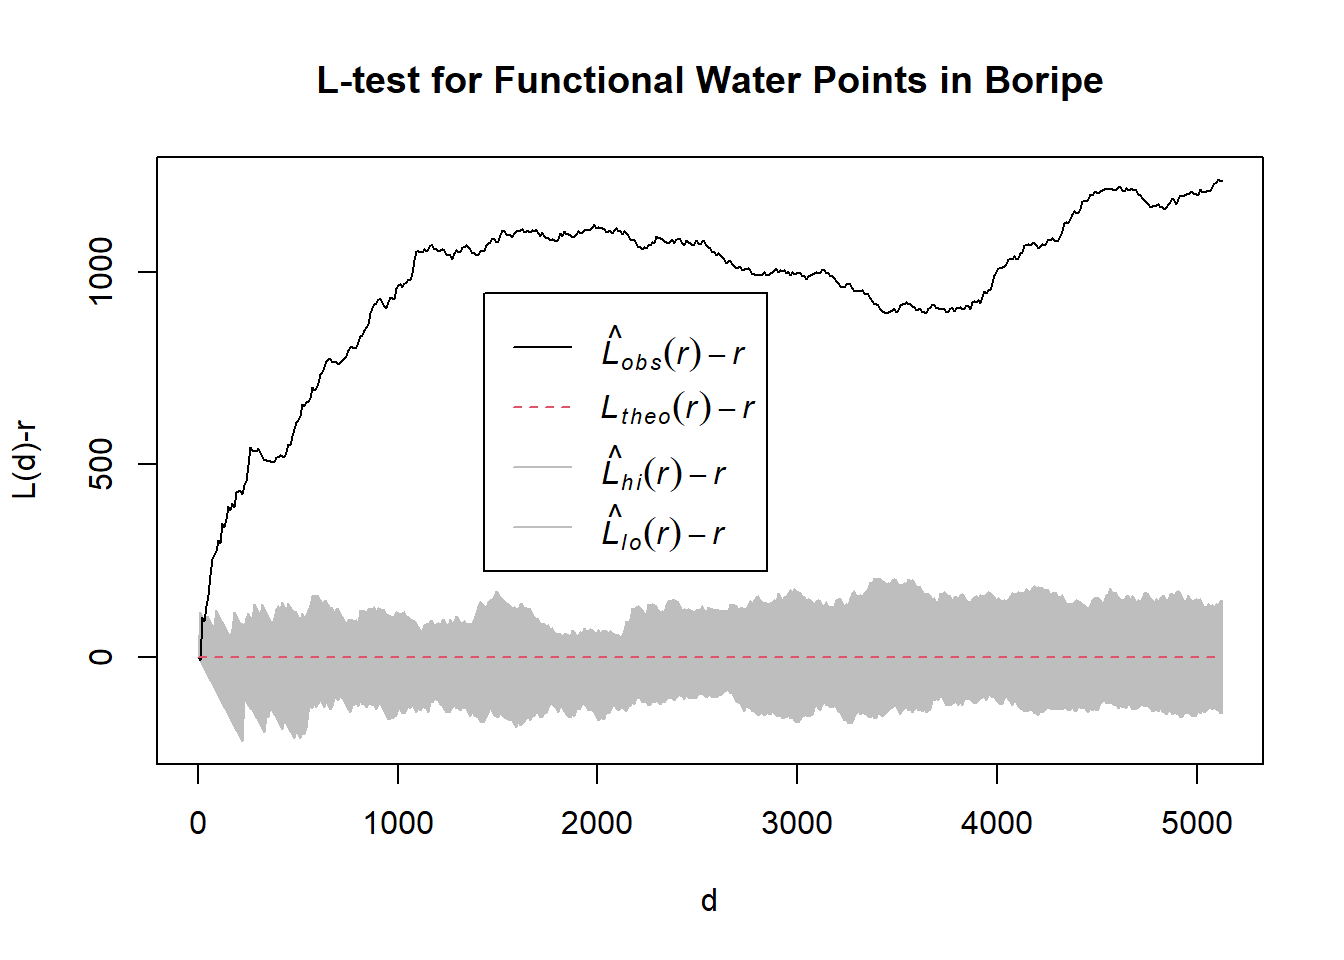 L-test for Functional Water Points in Boripe
L(d)-r
1000
500
0
L̂obs(r) − r
Ltheo(r) − r
L̂hi(r) − r
L̂lo(r) − r
0 1000 2000 3000 4000 5000
d